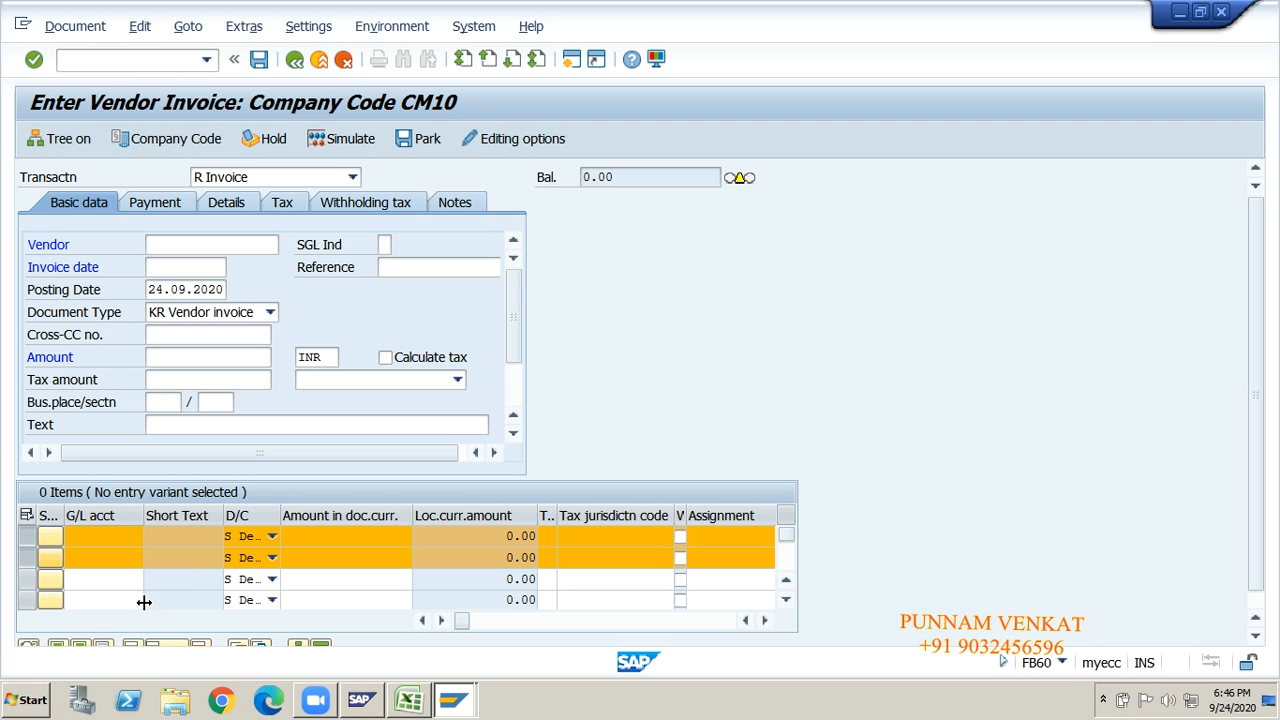 Document Edit Goto Extras Settings Environment System Help
Enter Vendor Invoice: Company Code CM10
Tree on Company Code Hold Simulate Park Editing options
Transactn R Invoice Bal. 0.00
Basic data Payment Details Tax Withholding tax Notes
Vendor SGL Ind
Invoice date Reference
Posting Date 24.09.2020
Document Type KR Vendor invoice
Cross-CC no.
Amount INR Calculate tax
Tax amount
Bus.place/sectn /
Text
0 Items ( No entry variant selected )
S... G/L acct Short Text D/C Amount in doc.curr. Loc.curr.amount T.. Tax jurisdictn code W Assignment
S De... 0.00
S De... 0.00
S De... 0.00
S De... 0.00
PUNNAM VENKAT
+91 9032456596
SAP FB60 myecc INS
Start SAP 6:46 PM
9/24/2020